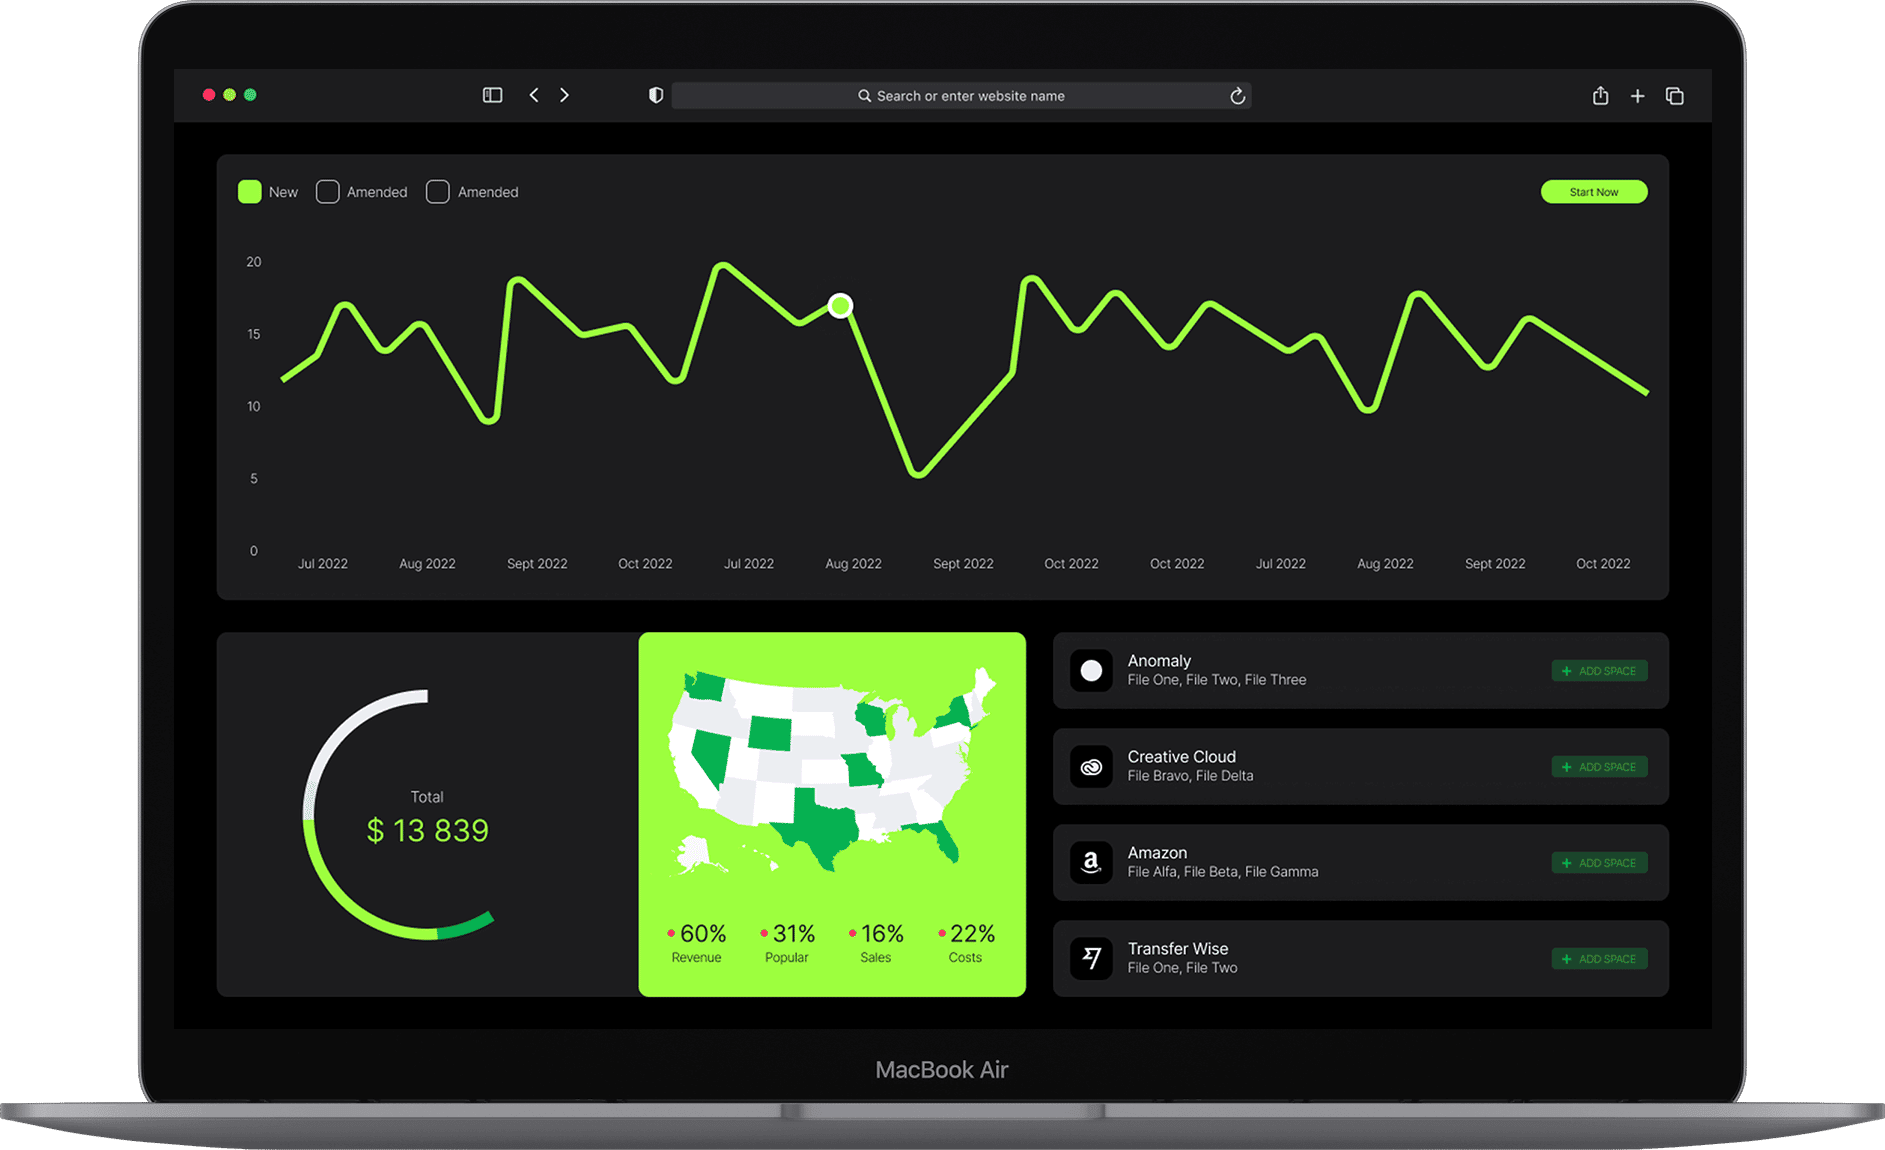 Search or enter website name
New
Amended
Amended
Start Now
20
15
10
5
0
Jul 2022
Aug 2022
Sept 2022
Oct 2022
Jul 2022
Aug 2022
Sept 2022
Oct 2022
Oct 2022
Jul 2022
Aug 2022
Sept 2022
Oct 2022
Total
$ 13 839
60%
Revenue
31%
Popular
16%
Sales
22%
Costs
Anomaly
File One, File Two, File Three
+ ADD SPACE
Creative Cloud
File Bravo, File Delta
+ ADD SPACE
a
Amazon
File Alfa, File Beta, File Gamma
+ ADD SPACE
Transfer Wise
File One, File Two
+ ADD SPACE
MacBook Air